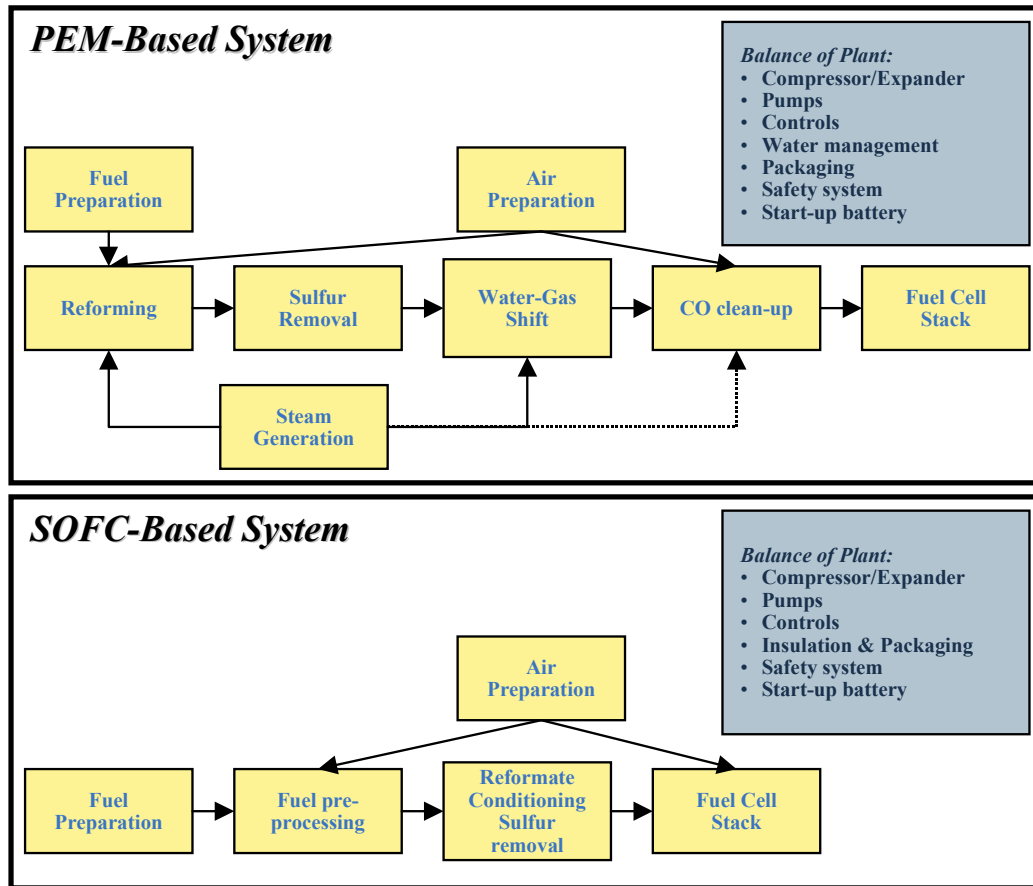 PEM-Based System
Balance of Plant:
• Compressor/Expander
• Pumps
• Controls
• Water management
• Packaging
• Safety system
• Start-up battery
Fuel
Preparation
Air
Preparation
Reforming
Sulfur
Removal
Water-Gas
Shift
CO clean-up
Fuel Cell
Stack
Steam
Generation
SOFC-Based System
Balance of Plant:
• Compressor/Expander
• Pumps
• Controls
• Insulation & Packaging
• Safety system
• Start-up battery
Air
Preparation
Fuel
Preparation
Fuel pre-
processing
Reformate
Conditioning
Sulfur
removal
Fuel Cell
Stack